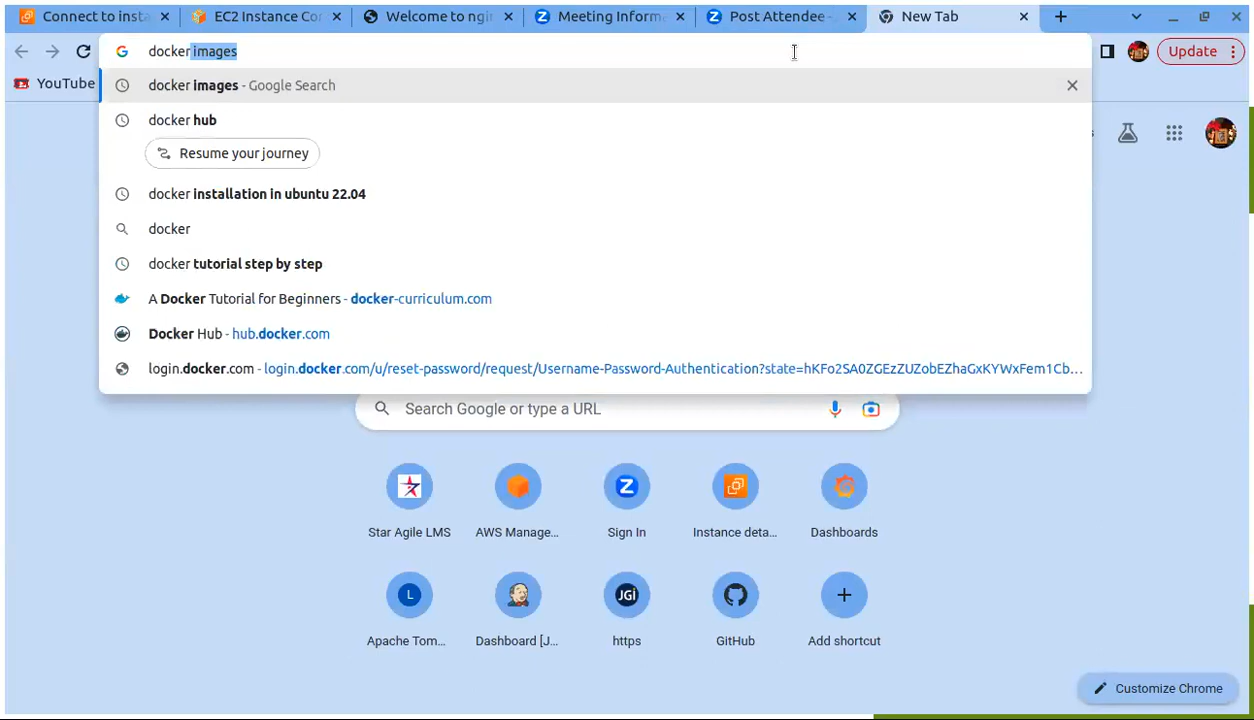 Connect to insta
EC2 Instance Co
Welcome to ngi
Meeting Inform
Post Attendee -
New Tab
docker images
Update
YouTube
docker images - Google Search
docker hub
Resume your journey
docker installation in ubuntu 22.04
docker
docker tutorial step by step
A Docker Tutorial for Beginners - docker-curriculum.com
Docker Hub - hub.docker.com
login.docker.com - login.docker.com/u/reset-password/request/Username-Password-Authentication?state=hKFo2SA0ZGEzZUZobEZhaGxKYWxFem1Cb...
Search Google or type a URL
Star Agile LMS
AWS Manage...
Sign In
Instance deta...
Dashboards
L
JGi
Apache Tom...
Dashboard [J...
https
GitHub
Add shortcut
Customize Chrome